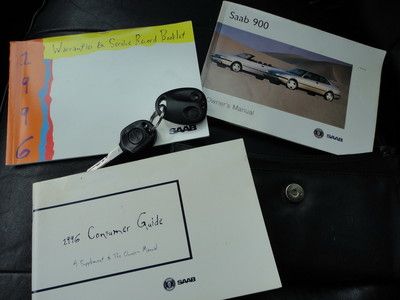 Warranties & Service Record Booklet
1996
SAAB
Saab 900
Owner's Manual
SAAB
1996 Consumer Guide
A Supplement to The Owner's Manual
SAAB